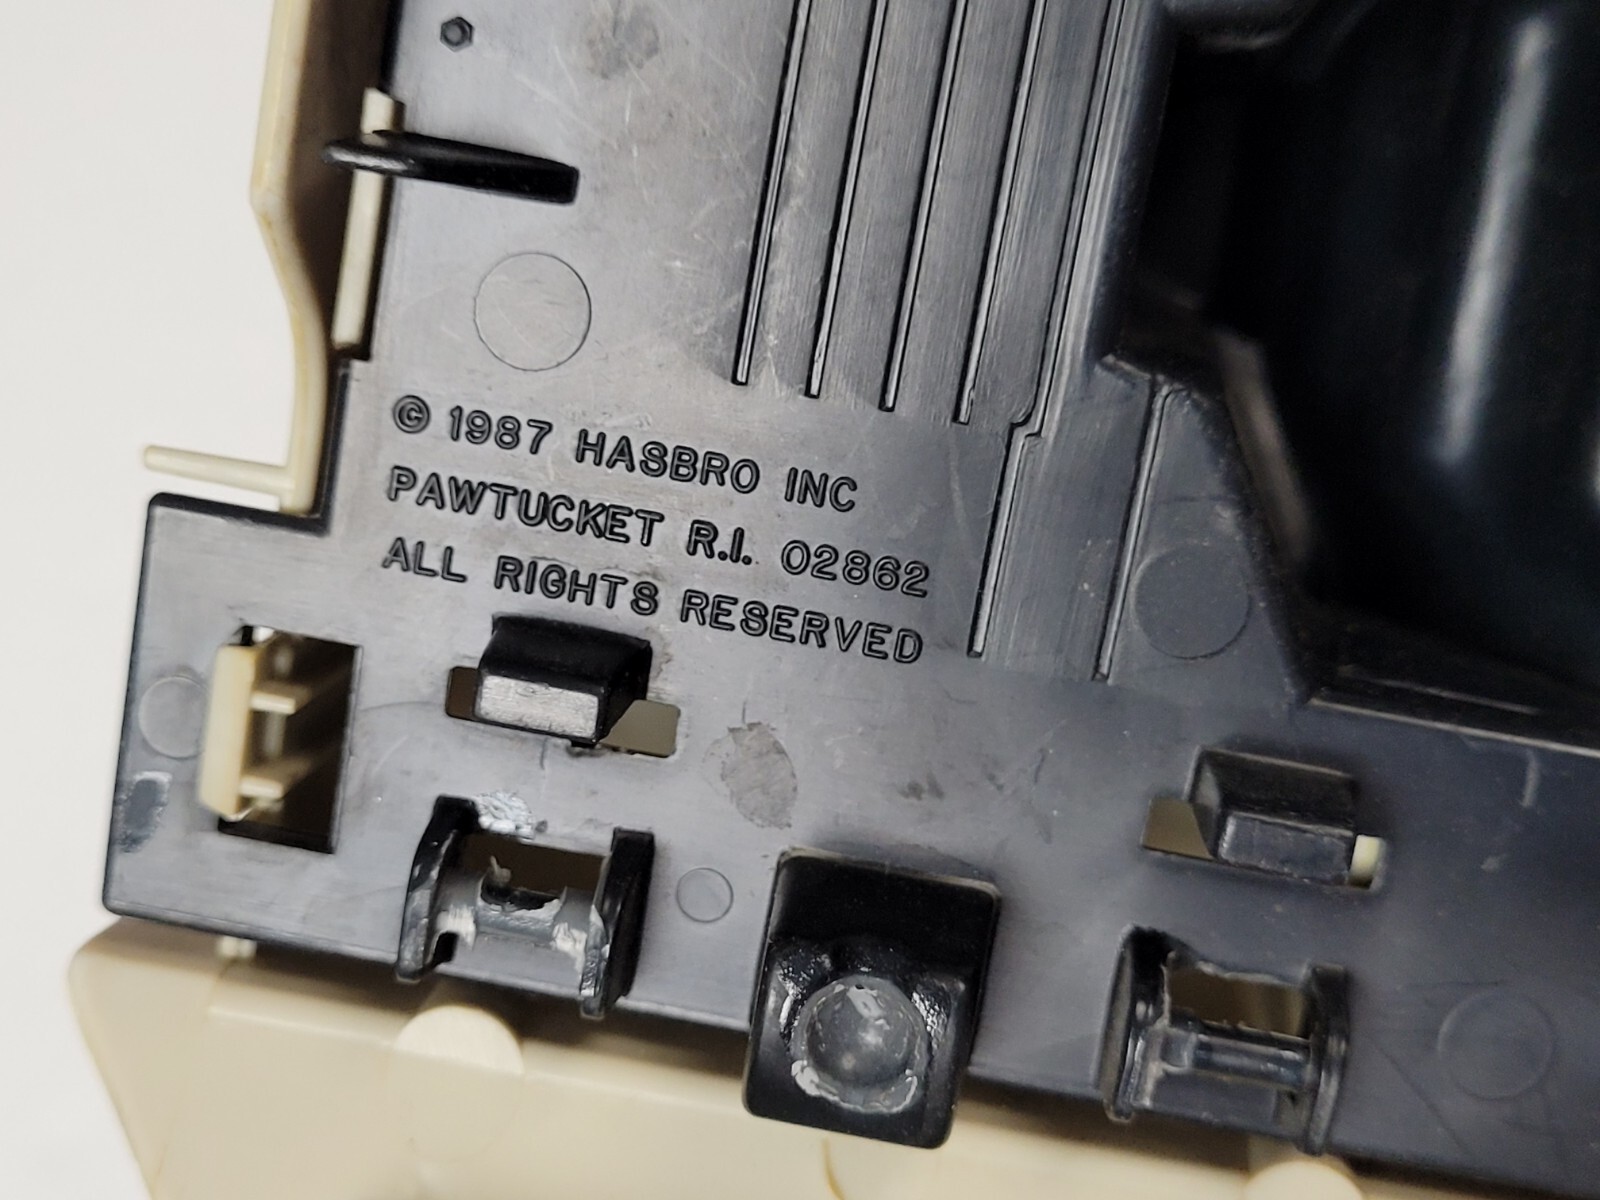 © 1987 HASBRO INC
PAWTUCKET R.I. 02862
ALL RIGHTS RESERVED